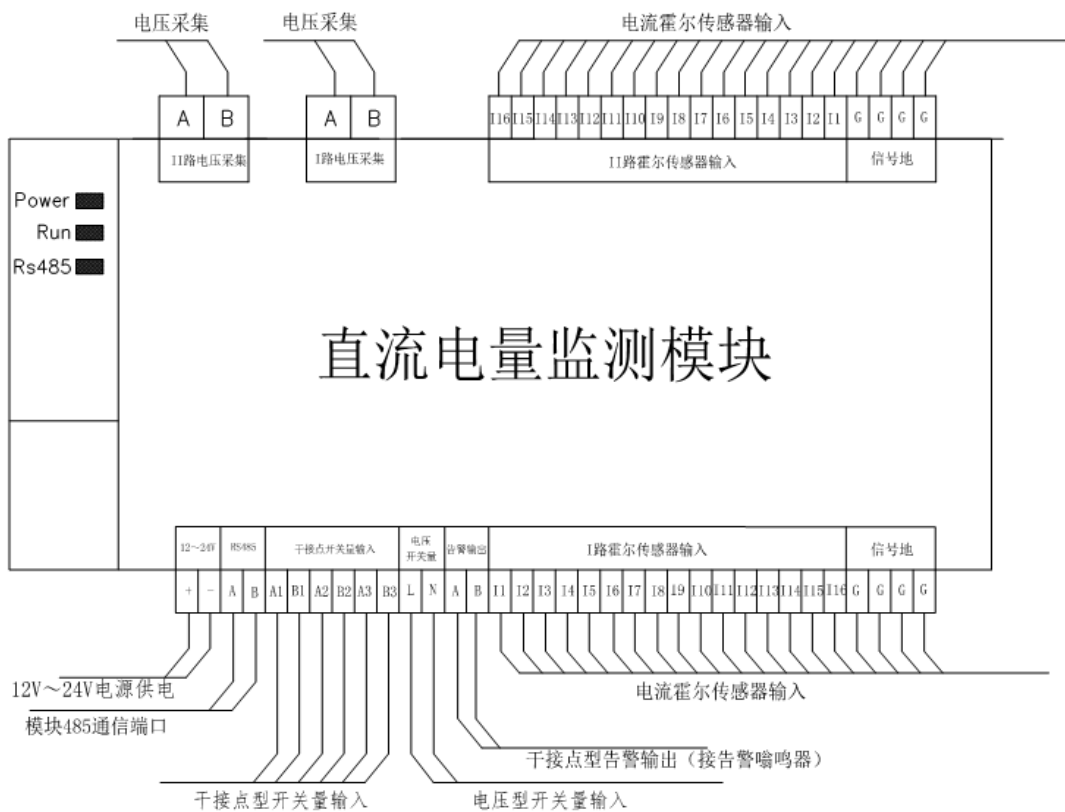 电压采集 电压采集 电流霍尔传感器输入
A B A B I16 I15 I14 I13 I12 I11 I10 I9 I8 I7 I6 I5 I4 I3 I2 I1 G G G G
II路电压采集 I路电压采集 II路霍尔传感器输入 信号地
Power
Run
Rs485
直流电量监测模块
12～24V RS485 干接点开关量输入 电压开关量 告警输出 I路霍尔传感器输入 信号地
+ - A B A1 B1 A2 B2 A3 B3 L N A B I1 I2 I3 I4 I5 I6 I7 I8 I9 I10 I11 I12 I13 I14 I15 I16 G G G G
12V～24V电源供电 电流霍尔传感器输入
模块485通信端口
干接点型告警输出（接告警嗡鸣器）
干接点型开关量输入 电压型开关量输入